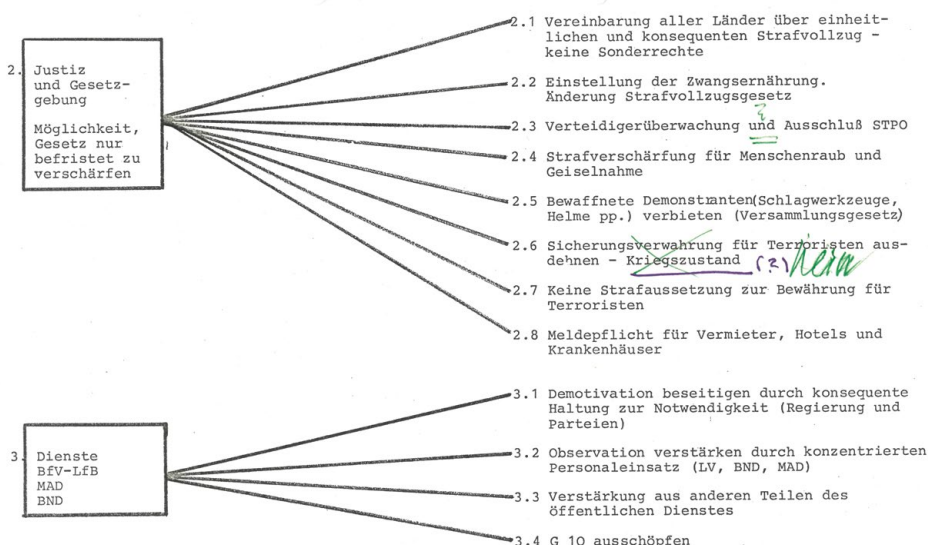 2. Justiz
und Gesetz-
gebung
Möglichkeit,
Gesetz nur
befristet zu
verschärfen
2.1 Vereinbarung aller Länder über einheit-
lichen und konsequenten Strafvollzug -
keine Sonderrechte
2.2 Einstellung der Zwangsernährung.
Änderung Strafvollzugsgesetz
2.3 Verteidigerüberwachung und Ausschluß STPO
2.4 Strafverschärfung für Menschenraub und
Geiselnahme
2.5 Bewaffnete Demonstranten(Schlagwerkzeuge,
Helme pp.) verbieten (Versammlungsgesetz)
2.6 Sicherungsverwahrung für Terroristen aus-
dehnen - Kriegszustand (?) Nein
2.7 Keine Strafaussetzung zur Bewährung für
Terroristen
2.8 Meldepflicht für Vermieter, Hotels und
Krankenhäuser
3. Dienste
BfV-LfB
MAD
BND
3.1 Demotivation beseitigen durch konsequente
Haltung zur Notwendigkeit (Regierung und
Parteien)
3.2 Observation verstärken durch konzentrierten
Personaleinsatz (LV, BND, MAD)
3.3 Verstärkung aus anderen Teilen des
öffentlichen Dienstes
3.4 G 10 ausschöpfen